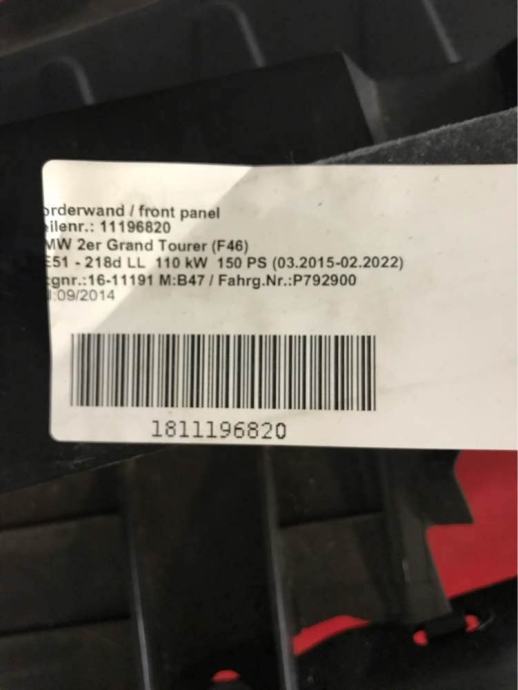 orderwand / front panel
eilenr.: 11196820
MW 2er Grand Tourer (F46)
E51 - 218d LL 110 kW 150 PS (03.2015-02.2022)
gnr.:16-11191 M:B47 / Fahrg.Nr.:P792900
:09/2014
1811196820